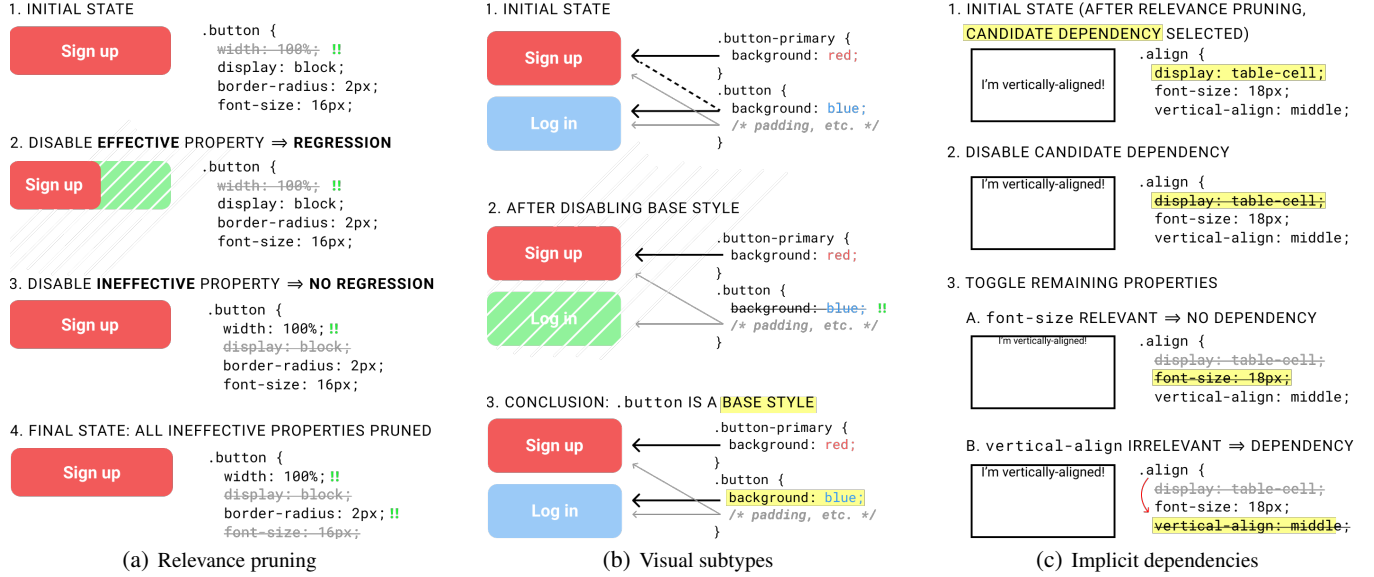 1. INITIAL STATE
Sign up
.button {
width: 100%; !!
display: block;
border-radius: 2px;
font-size: 16px;
2. DISABLE EFFECTIVE PROPERTY ⇒ REGRESSION
Sign up
.button {
width: 100%; !!
display: block;
border-radius: 2px;
font-size: 16px;
3. DISABLE INEFFECTIVE PROPERTY ⇒ NO REGRESSION
Sign up
.button {
width: 100%; !!
display: block;
border-radius: 2px;
font-size: 16px;
4. FINAL STATE: ALL INEFFECTIVE PROPERTIES PRUNED
Sign up
.button {
width: 100%; !!
display: block;
border-radius: 2px; !!
font-size: 16px;
(a) Relevance pruning
1. INITIAL STATE
Sign up
Log in
.button-primary {
background: red;
}
.button {
background: blue;
/* padding, etc. */
}
2. AFTER DISABLING BASE STYLE
Sign up
Log in
.button-primary {
background: red;
}
.button {
background: blue; !!
/* padding, etc. */
}
3. CONCLUSION: .button IS A BASE STYLE
Sign up
Log in
.button-primary {
background: red;
}
.button {
background: blue;
/* padding, etc. */
}
(b) Visual subtypes
1. INITIAL STATE (AFTER RELEVANCE PRUNING,
CANDIDATE DEPENDENCY SELECTED)
I'm vertically-aligned!
.align {
display: table-cell;
font-size: 18px;
vertical-align: middle;
2. DISABLE CANDIDATE DEPENDENCY
I'm vertically-aligned!
.align {
display: table-cell;
font-size: 18px;
vertical-align: middle;
3. TOGGLE REMAINING PROPERTIES
A. font-size RELEVANT ⇒ NO DEPENDENCY
I'm vertically-aligned!
.align {
display: table-cell;
font-size: 18px;
vertical-align: middle;
B. vertical-align IRRELEVANT ⇒ DEPENDENCY
I'm vertically-aligned!
.align {
display: table-cell;
font-size: 18px;
vertical-align: middle;
(c) Implicit dependencies